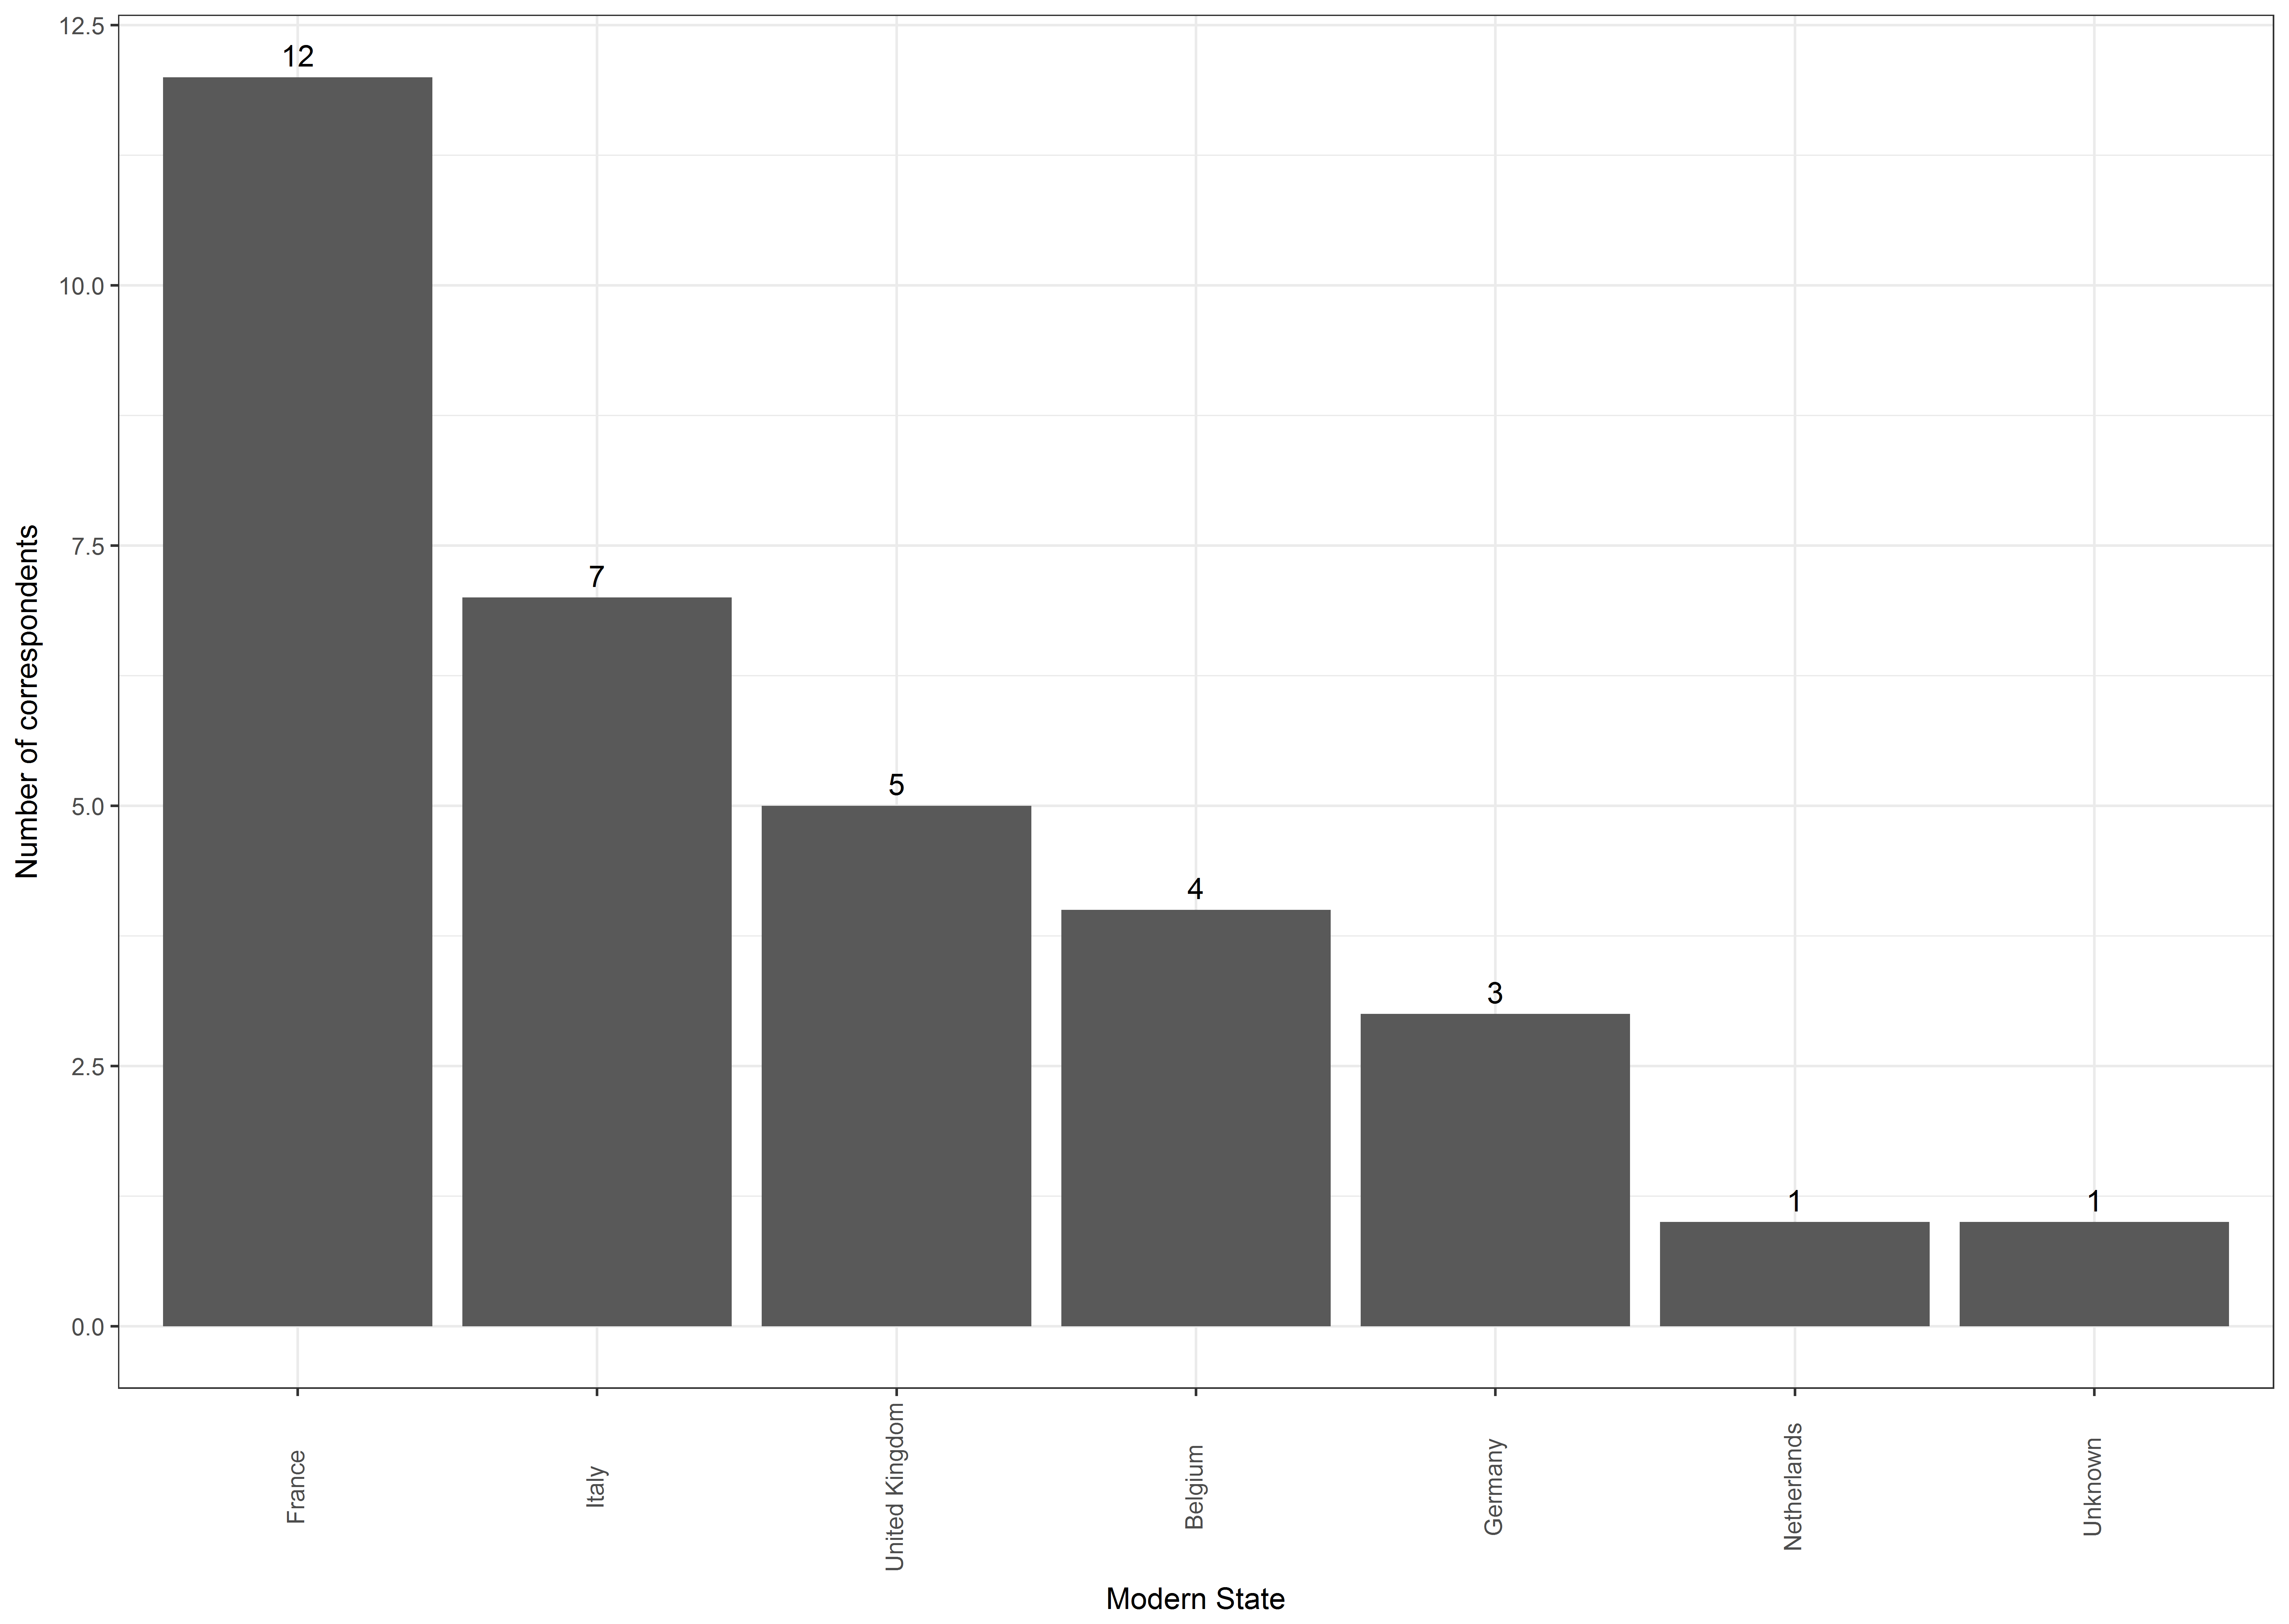 Number of correspondents
12.5
10.0
7.5
5.0
2.5
0.0
12
7
5
4
3
1
1
France
Italy
United Kingdom
Belgium
Germany
Netherlands
Unknown
Modern State